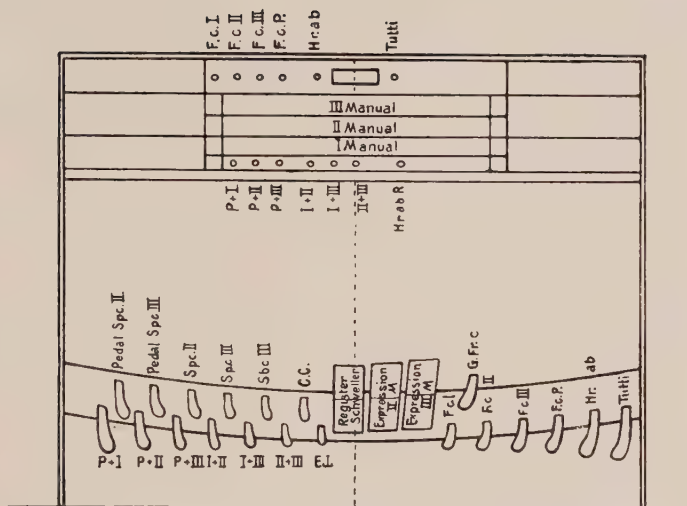 F.c.I
F.c II
F.c.III
F.c.P.
Hr.ab
Tutti
III Manual
II Manual
I Manual
P+I
P+II
P+III
I+II
I+III
II+III
Hr.ab R
Pedal Spc. II
Pedal Spc III
Spc. II
Spc III
Sbc III
C.C.
Register Schweller
Expression II M
Expression III M
G.Fr.c
F.c I
F.c II
F.c III
F.c.P.
Hr. ab
Tutti
P+I
P+II
P+III
I+II
I+III
II+III
E.I.